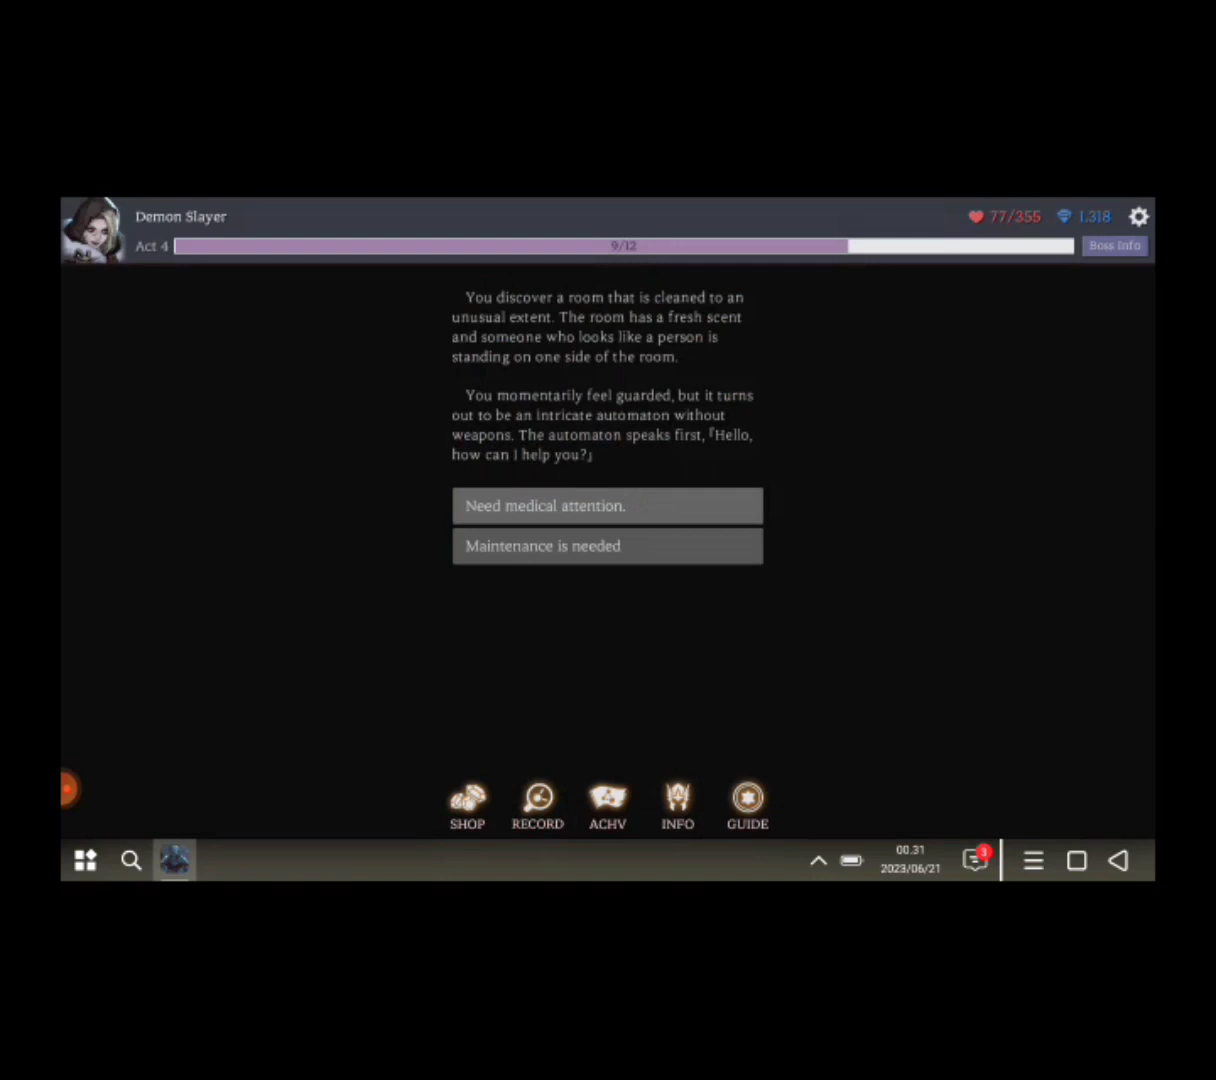 Demon Slayer
77/355
1.318
Act 4
9/12
Boss Info
You discover a room that is cleaned to an
unusual extent. The room has a fresh scent
and someone who looks like a person is
standing on one side of the room.
You momentarily feel guarded, but it turns
out to be an intricate automaton without
weapons. The automaton speaks first, 『Hello,
how can I help you?』
Need medical attention.
Maintenance is needed
SHOP
RECORD
ACHV
INFO
GUIDE
00.31
2023/06/21
3